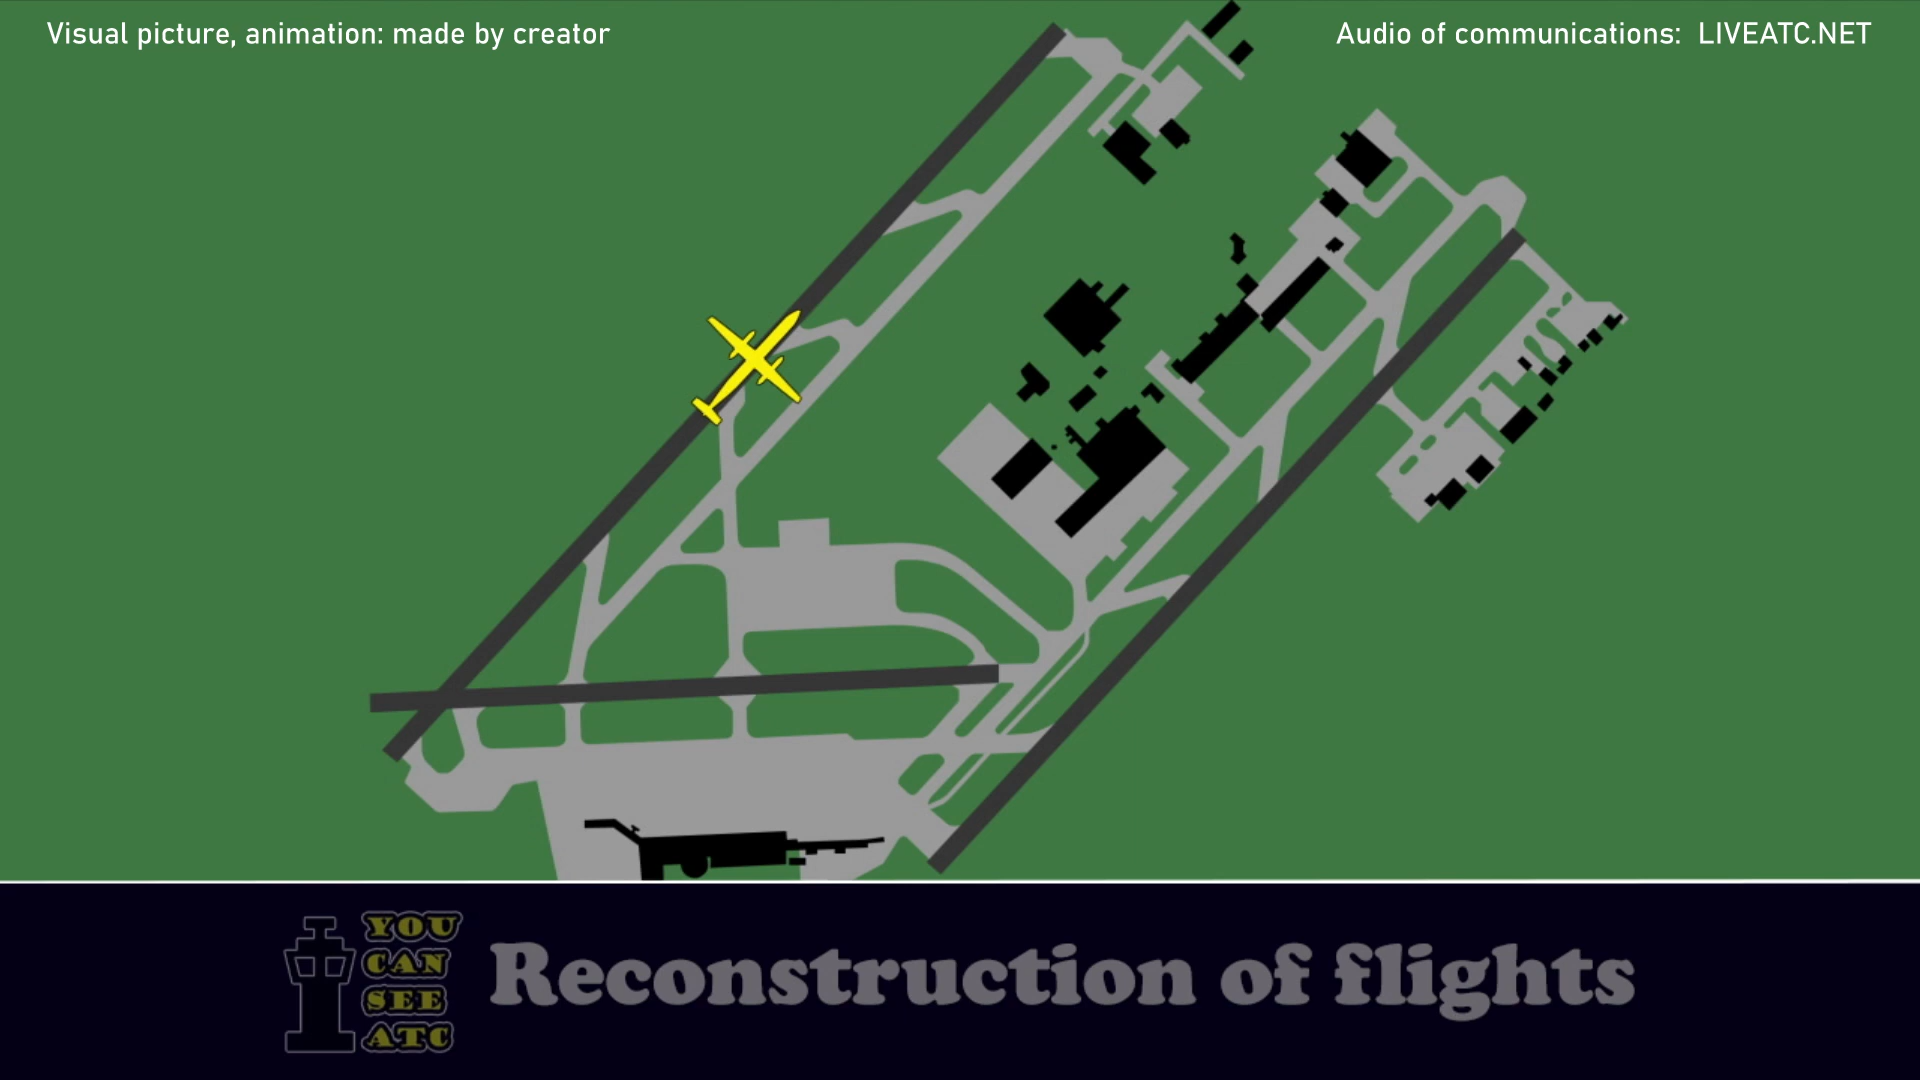 Visual picture, animation: made by creator
Audio of communications: LIVEATC.NET
YOU
CAN
SEE
ATC
Reconstruction of flights